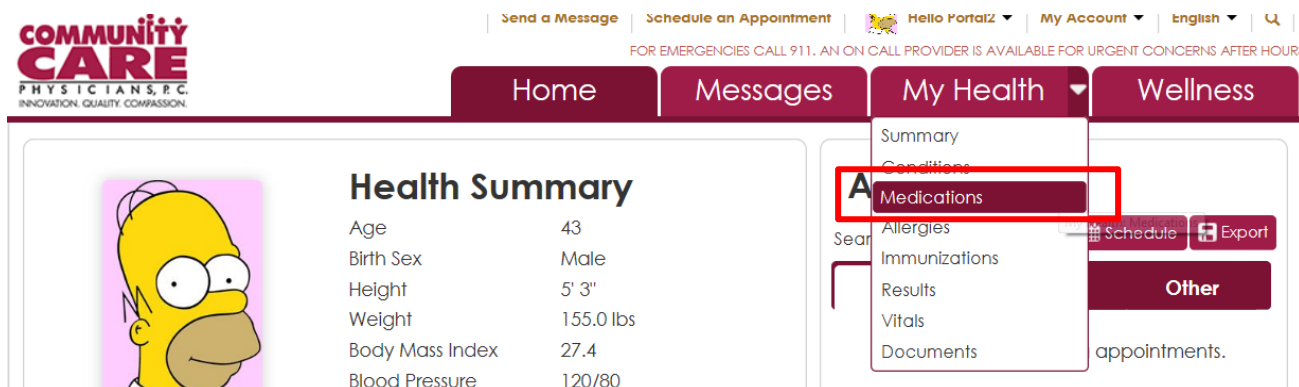 COMMUNITY
CARE
PHYSICIANS, P.C.
INNOVATION. QUALITY. COMPASSION.
Send a Message
Schedule an Appointment
Hello Portal2
My Account
English
FOR EMERGENCIES CALL 911. AN ON CALL PROVIDER IS AVAILABLE FOR URGENT CONCERNS AFTER HOUR
Home
Messages
My Health
Wellness
Summary
Conditions
Medications
Allergies
Immunizations
Results
Vitals
Documents
Health Summary
Age 43
Birth Sex Male
Height 5' 3"
Weight 155.0 lbs
Body Mass Index 27.4
Blood Pressure 120/80
A
Sear
Schedule
Export
Other
appointments.